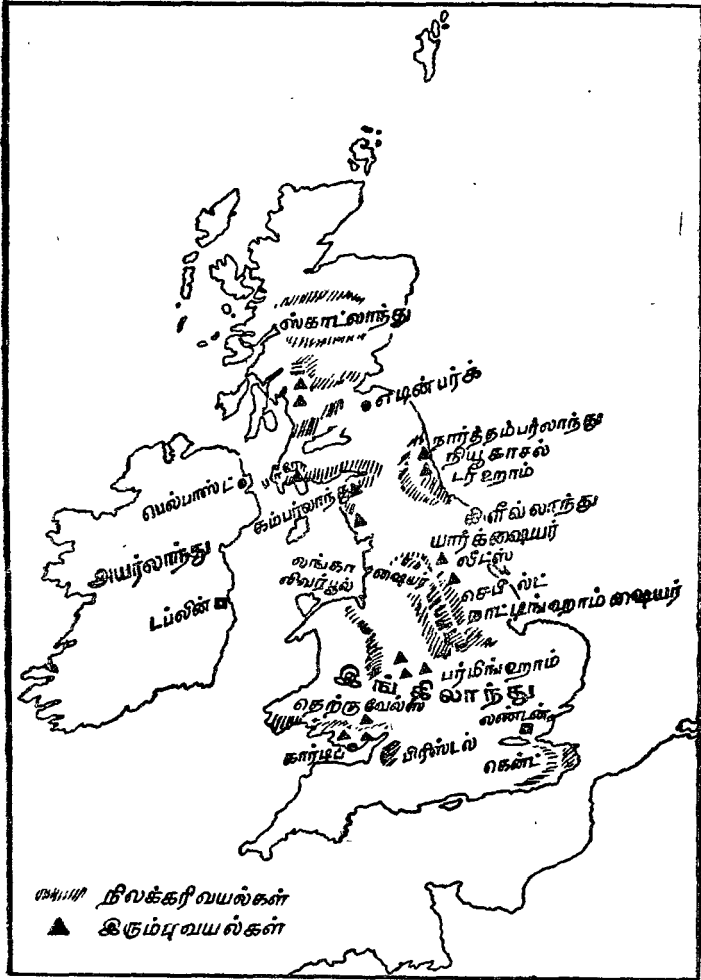 ஸ்காட்லாந்து
எடின்பர்க்
நார்த்தம்பர்லாந்து
நியூகாசல்
டர்ஹாம்
பெல்பாஸ்ட்
கம்பர்லாந்து
கிளீவ்லாந்து
யார்க்ஷையர்
லீட்ஸ்
அயர்லாந்து
லங்கா ஷையர்
லிவர்பூல்
செபீல்ட்
நாட்டிங்ஹாம்ஷையர்
டப்லின்
பர்மிங்ஹாம்
இங்கிலாந்து
தெற்கு வேல்ஸ்
லண்டன்
கார்டிப்
பிரிஸ்டல்
கென்ட்
நிலக்கரி வயல்கள்
இரும்பு வயல்கள்